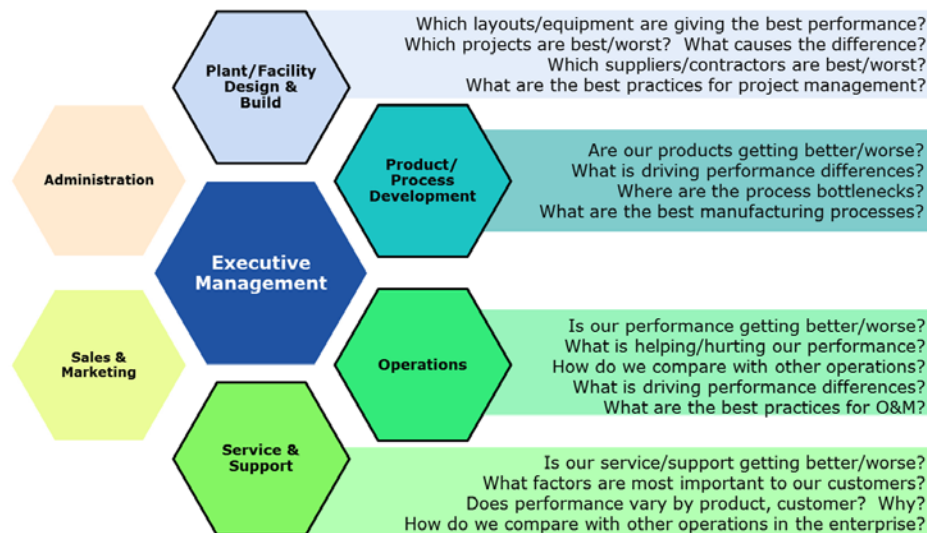 Plant/Facility
Design &
Build
Which layouts/equipment are giving the best performance?
Which projects are best/worst?  What causes the difference?
Which suppliers/contractors are best/worst?
What are the best practices for project management?
Administration
Product/
Process
Development
Are our products getting better/worse?
What is driving performance differences?
Where are the process bottlenecks?
What are the best manufacturing processes?
Executive
Management
Sales &
Marketing
Operations
Is our performance getting better/worse?
What is helping/hurting our performance?
How do we compare with other operations?
What is driving performance differences?
What are the best practices for O&M?
Service &
Support
Is our service/support getting better/worse?
What factors are most important to our customers?
Does performance vary by product, customer?  Why?
How do we compare with other operations in the enterprise?